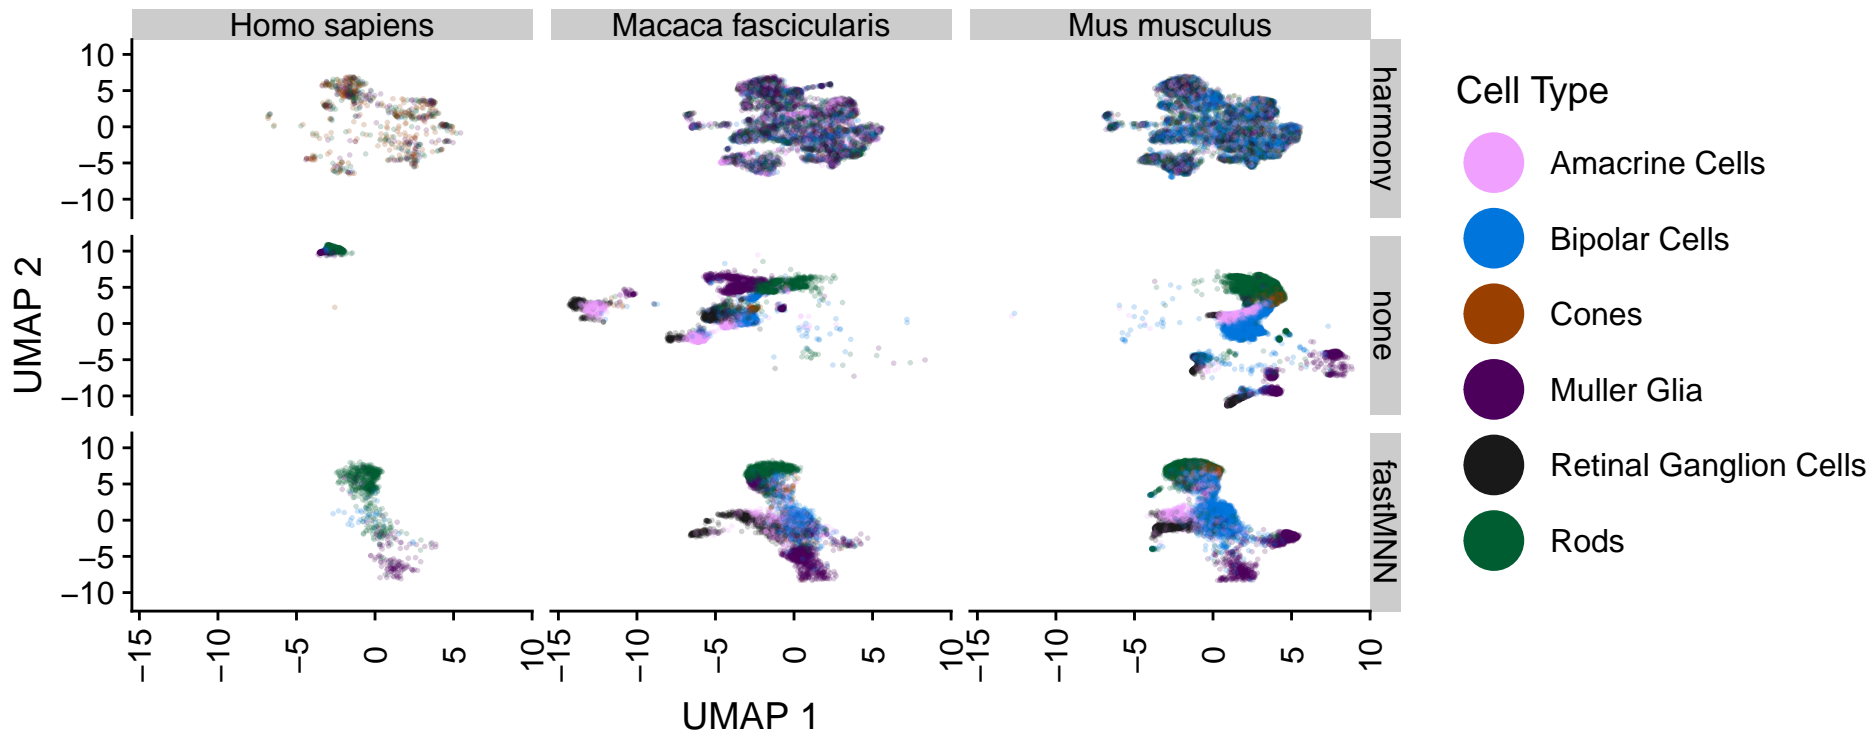 Homo sapiens
Macaca fascicularis
Mus musculus
10
5
0
−5
−10
harmony
10
5
0
−5
−10
none
10
5
0
−5
−10
fastMNN
−15
−10
−5
0
5
10
−15
−10
−5
0
5
10
−15
−10
−5
0
5
10
UMAP 1
UMAP 2
Cell Type
Amacrine Cells
Bipolar Cells
Cones
Muller Glia
Retinal Ganglion Cells
Rods